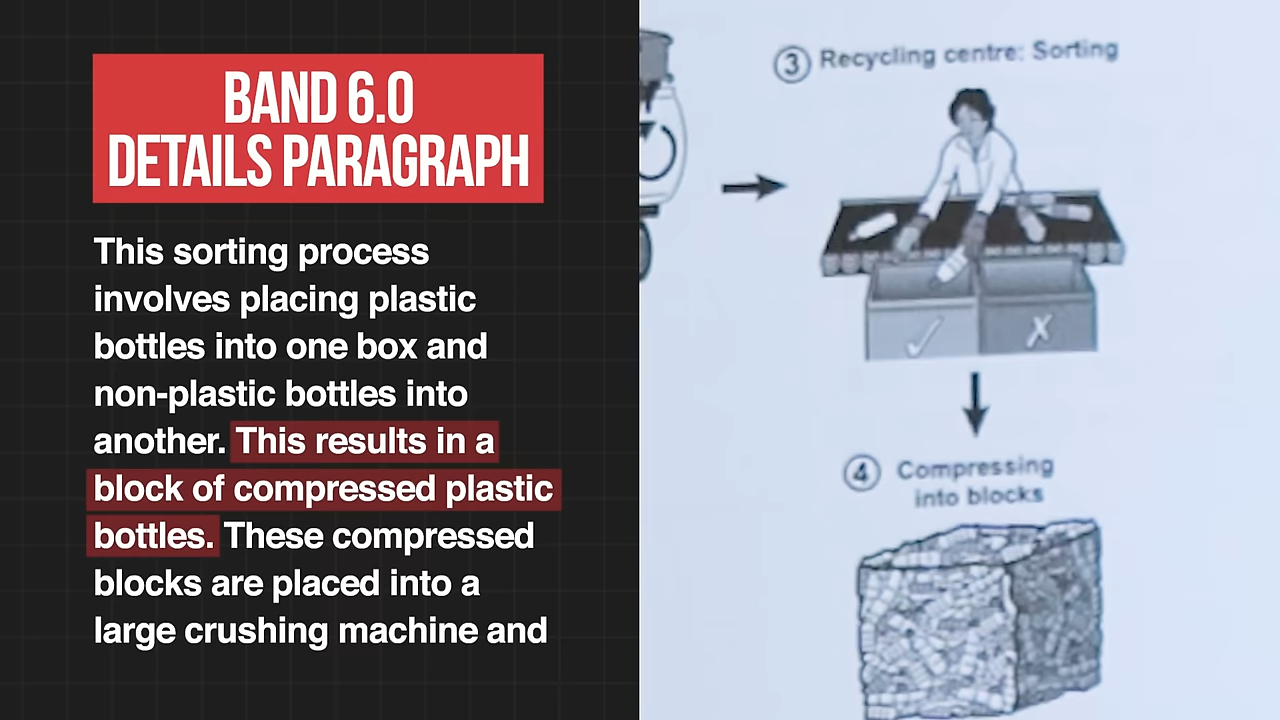 BAND 6.0
DETAILS PARAGRAPH
This sorting process
involves placing plastic
bottles into one box and
non-plastic bottles into
another. This results in a
block of compressed plastic
bottles. These compressed
blocks are placed into a
large crushing machine and
3 Recycling centre: Sorting
✓ X
4 Compressing
into blocks